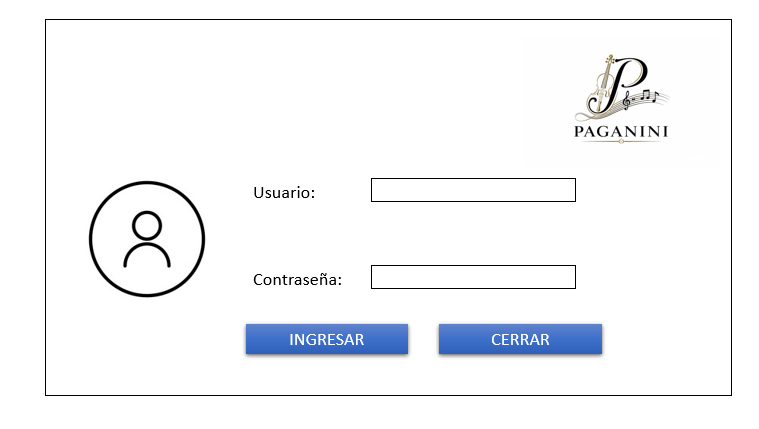 PAGANINI
Usuario:
Contraseña:
INGRESAR
CERRAR